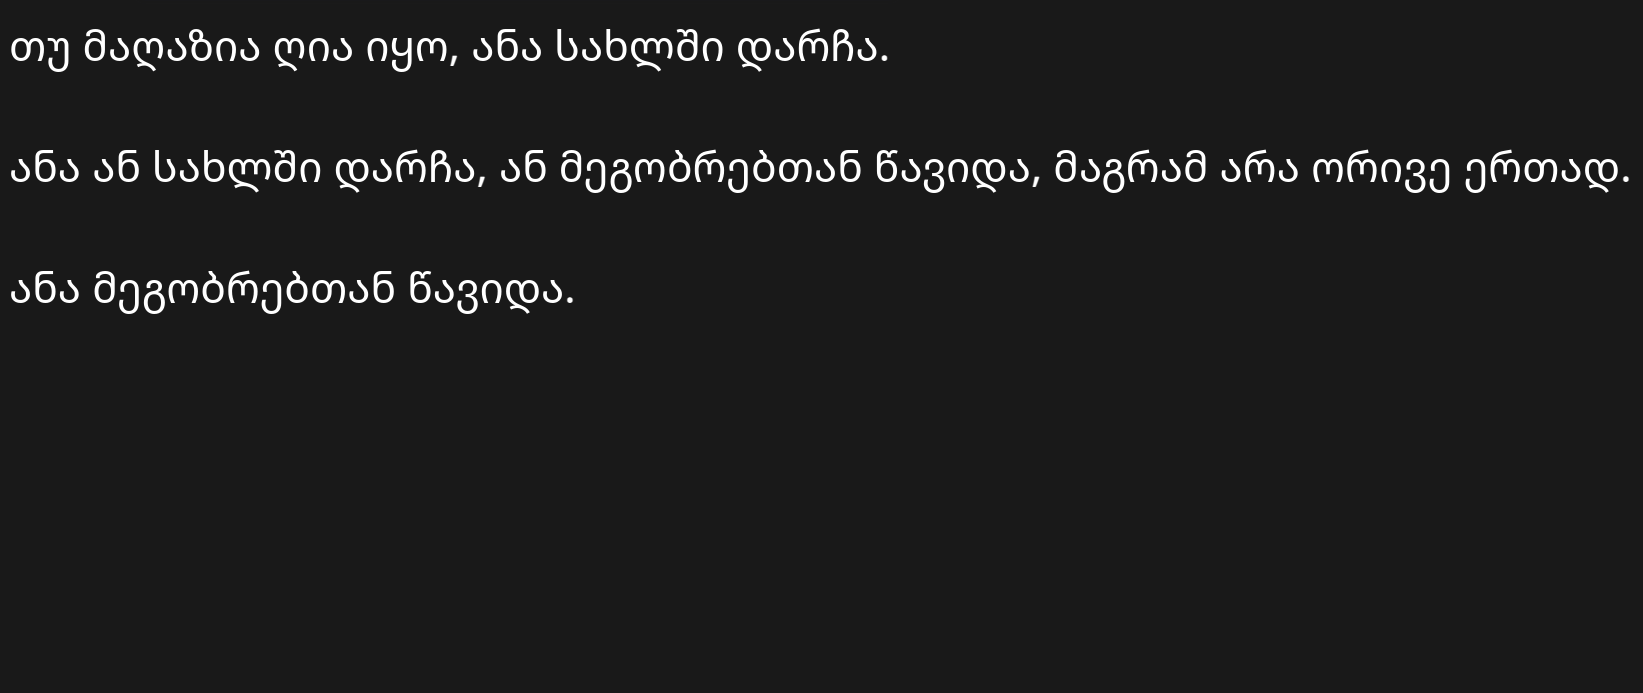 თუ მაღაზია ღია იყო, ანა სახლში დარჩა.
ანა ან სახლში დარჩა, ან მეგობრებთან წავიდა, მაგრამ არა ორივე ერთად.
ანა მეგობრებთან წავიდა.